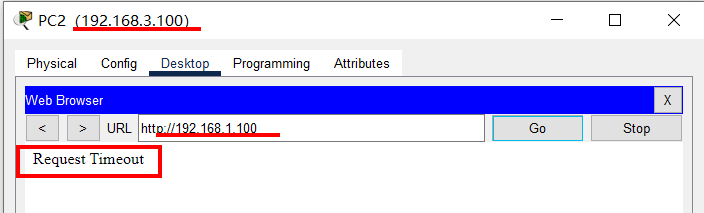 PC2 (192.168.3.100)
Physical Config Desktop Programming Attributes
Web Browser X
< > URL http://192.168.1.100 Go Stop
Request Timeout